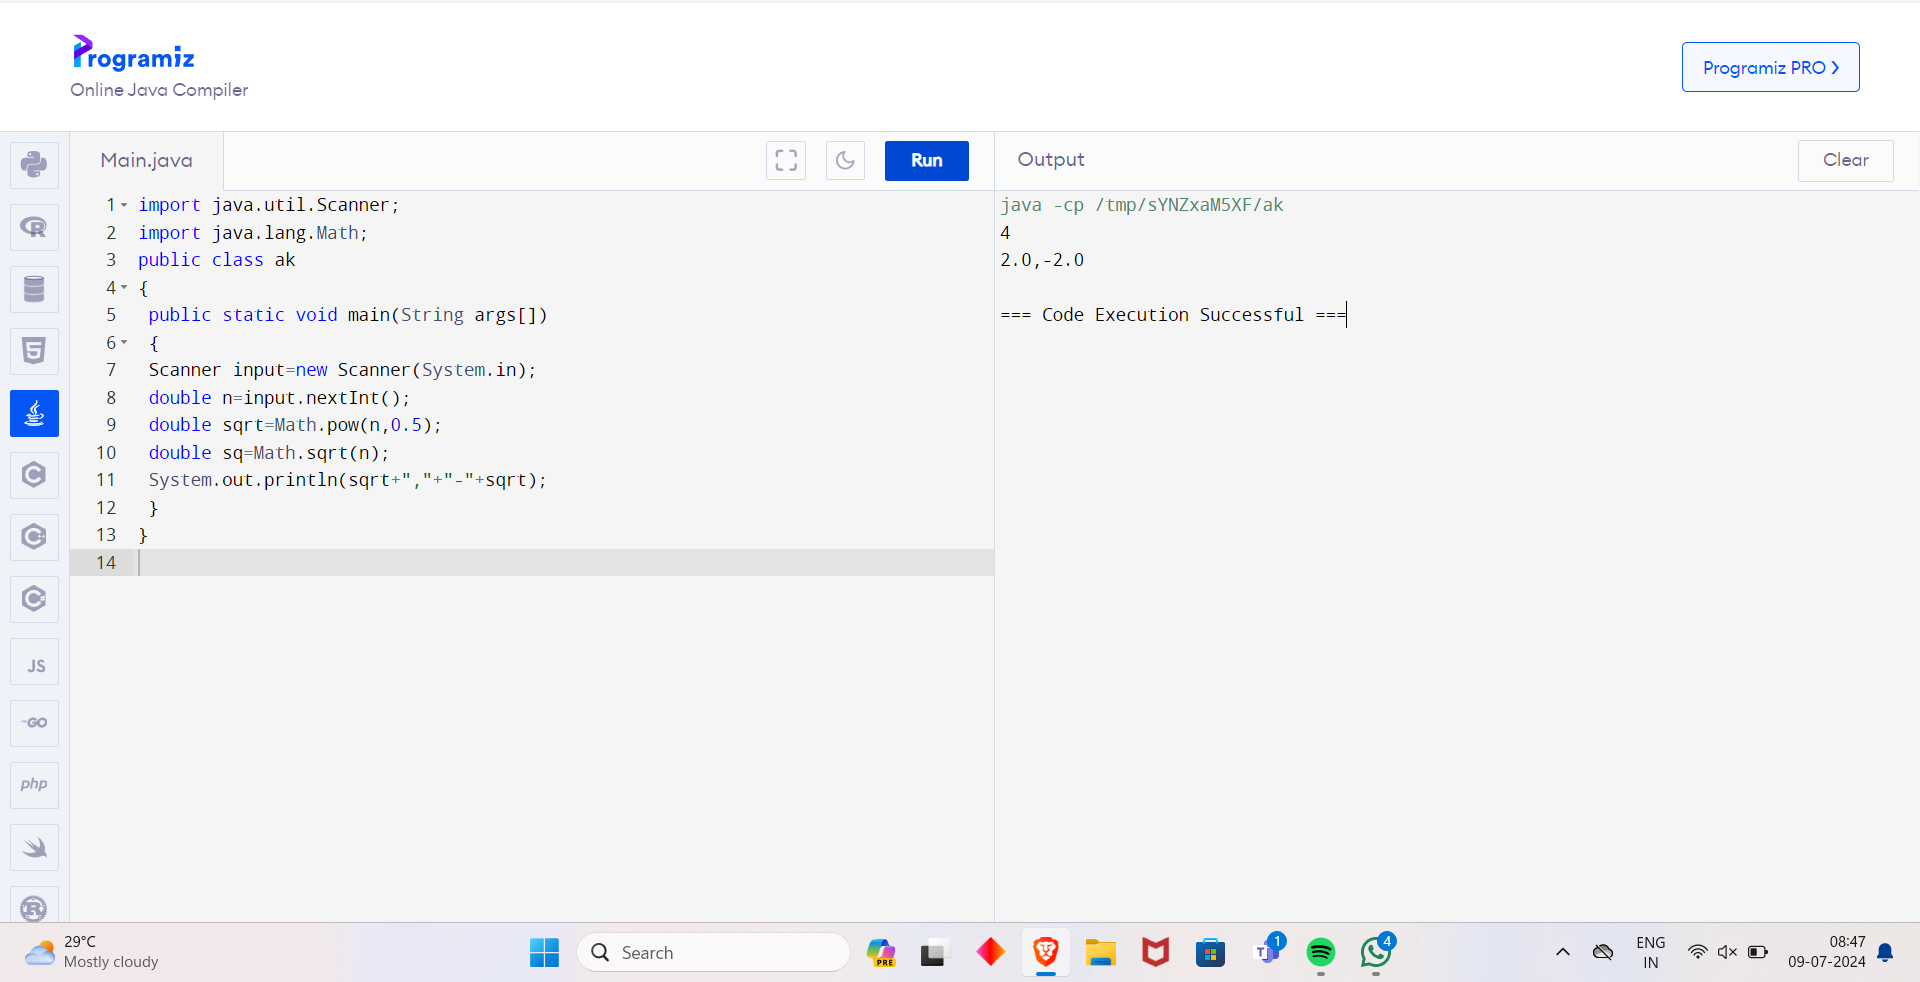 Programiz
Online Java Compiler
Programiz PRO ❯
Main.java
Run
Output
Clear
1 import java.util.Scanner;
2 import java.lang.Math;
3 public class ak
4 {
5  public static void main(String args[])
6  {
7  Scanner input=new Scanner(System.in);
8  double n=input.nextInt();
9  double sqrt=Math.pow(n,0.5);
10  double sq=Math.sqrt(n);
11  System.out.println(sqrt+","+"-"+sqrt);
12  }
13 }
14
java -cp /tmp/sYNZxaM5XF/ak
4
2.0,-2.0
=== Code Execution Successful ===
R
5
C
C
C
JS
GO
php
R
29°C
Mostly cloudy
Search
PRE
T
1
4
ENG
IN
08:47
09-07-2024